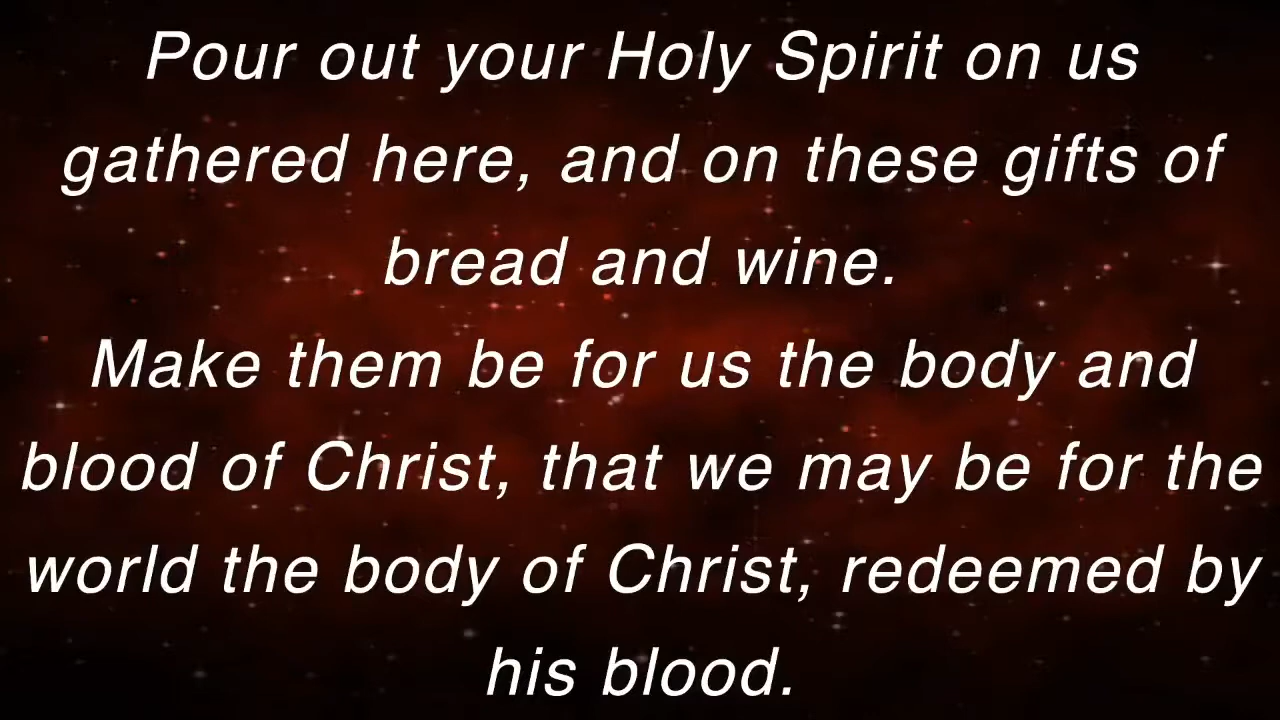 Pour out your Holy Spirit on us
gathered here, and on these gifts of
bread and wine.
Make them be for us the body and
blood of Christ, that we may be for the
world the body of Christ, redeemed by
his blood.